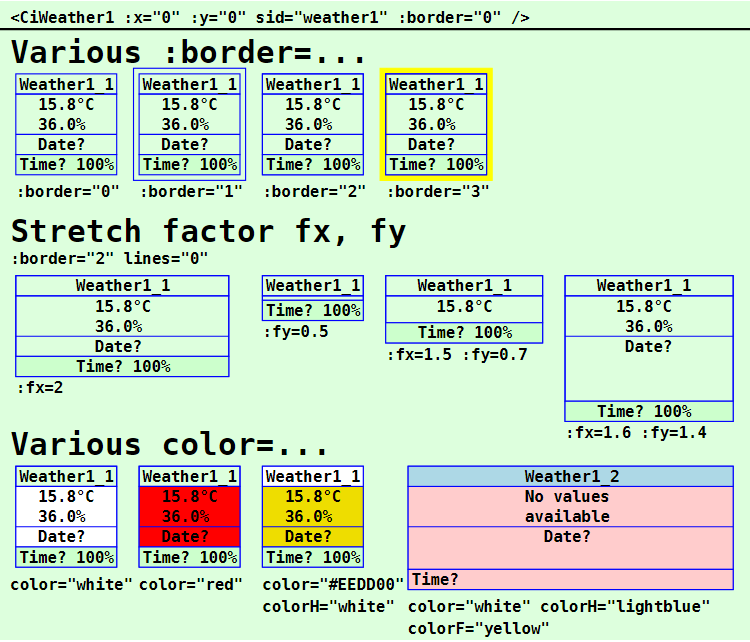 <CiWeather1 :x="0" :y="0" sid="weather1" :border="0" />
Various :border=...
Weather1_1 Weather1_1 Weather1_1 Weather1_1
15.8°C 15.8°C 15.8°C 15.8°C
36.0% 36.0% 36.0% 36.0%
Date? Date? Date? Date?
Time? 100% Time? 100% Time? 100% Time? 100%
:border="0" :border="1" :border="2" :border="3"
Stretch factor fx, fy
:border="2" lines="0"
Weather1_1 Weather1_1 Weather1_1 Weather1_1
15.8°C Time? 100% 15.8°C 15.8°C
36.0% :fy=0.5 Time? 100% 36.0%
Date? :fx=1.5 :fy=0.7 Date?
Time? 100%
:fx=2
Time? 100%
:fx=1.6 :fy=1.4
Various color=...
Weather1_1 Weather1_1 Weather1_1 Weather1_2
15.8°C 15.8°C 15.8°C No values
36.0% 36.0% 36.0% available
Date? Date? Date? Date?
Time? 100% Time? 100% Time? 100%
Time?
color="white" color="red" color="#EEDD00"
colorH="white" color="white" colorH="lightblue"
colorF="yellow"